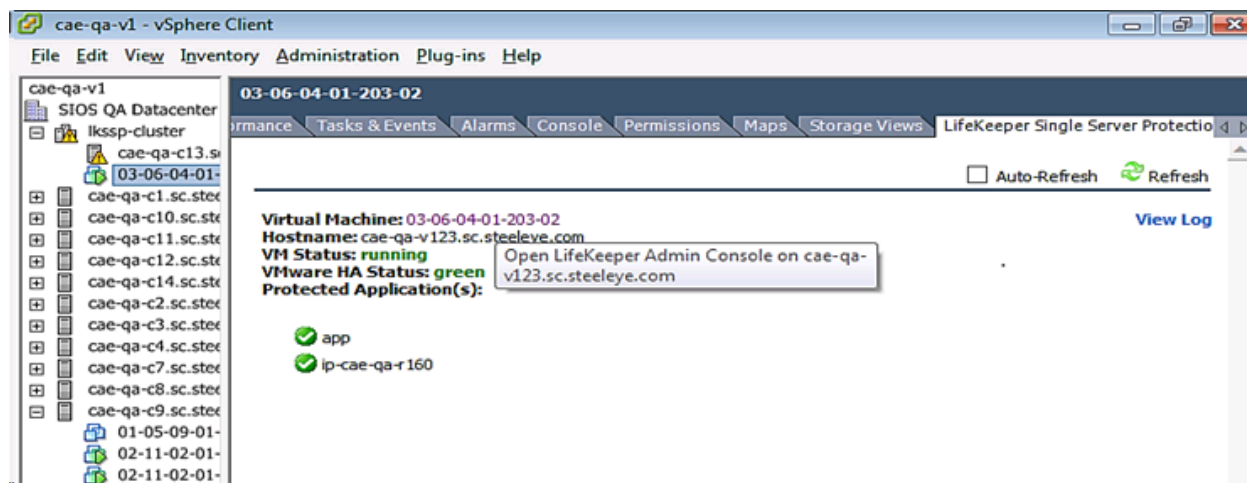 cae-qa-v1 - vSphere Client
File Edit View Inventory Administration Plug-ins Help
cae-qa-v1
SIOS QA Datacenter
lkssp-cluster
cae-qa-c13.s
03-06-04-01-
cae-qa-c1.sc.stee
cae-qa-c10.sc.ste
cae-qa-c11.sc.ste
cae-qa-c12.sc.ste
cae-qa-c14.sc.ste
cae-qa-c2.sc.stee
cae-qa-c3.sc.stee
cae-qa-c4.sc.stee
cae-qa-c7.sc.stee
cae-qa-c8.sc.stee
cae-qa-c9.sc.stee
01-05-09-01-
02-11-02-01-
02-11-02-01-
03-06-04-01-203-02
ormance Tasks & Events Alarms Console Permissions Maps Storage Views LifeKeeper Single Server Protectio
Auto-Refresh Refresh
Virtual Machine: 03-06-04-01-203-02 View Log
Hostname: cae-qa-v123.sc.steeleye.com
VM Status: running
VMware HA Status: green
Protected Application(s):
Open LifeKeeper Admin Console on cae-qa-
v123.sc.steeleye.com
app
ip-cae-qa-r160